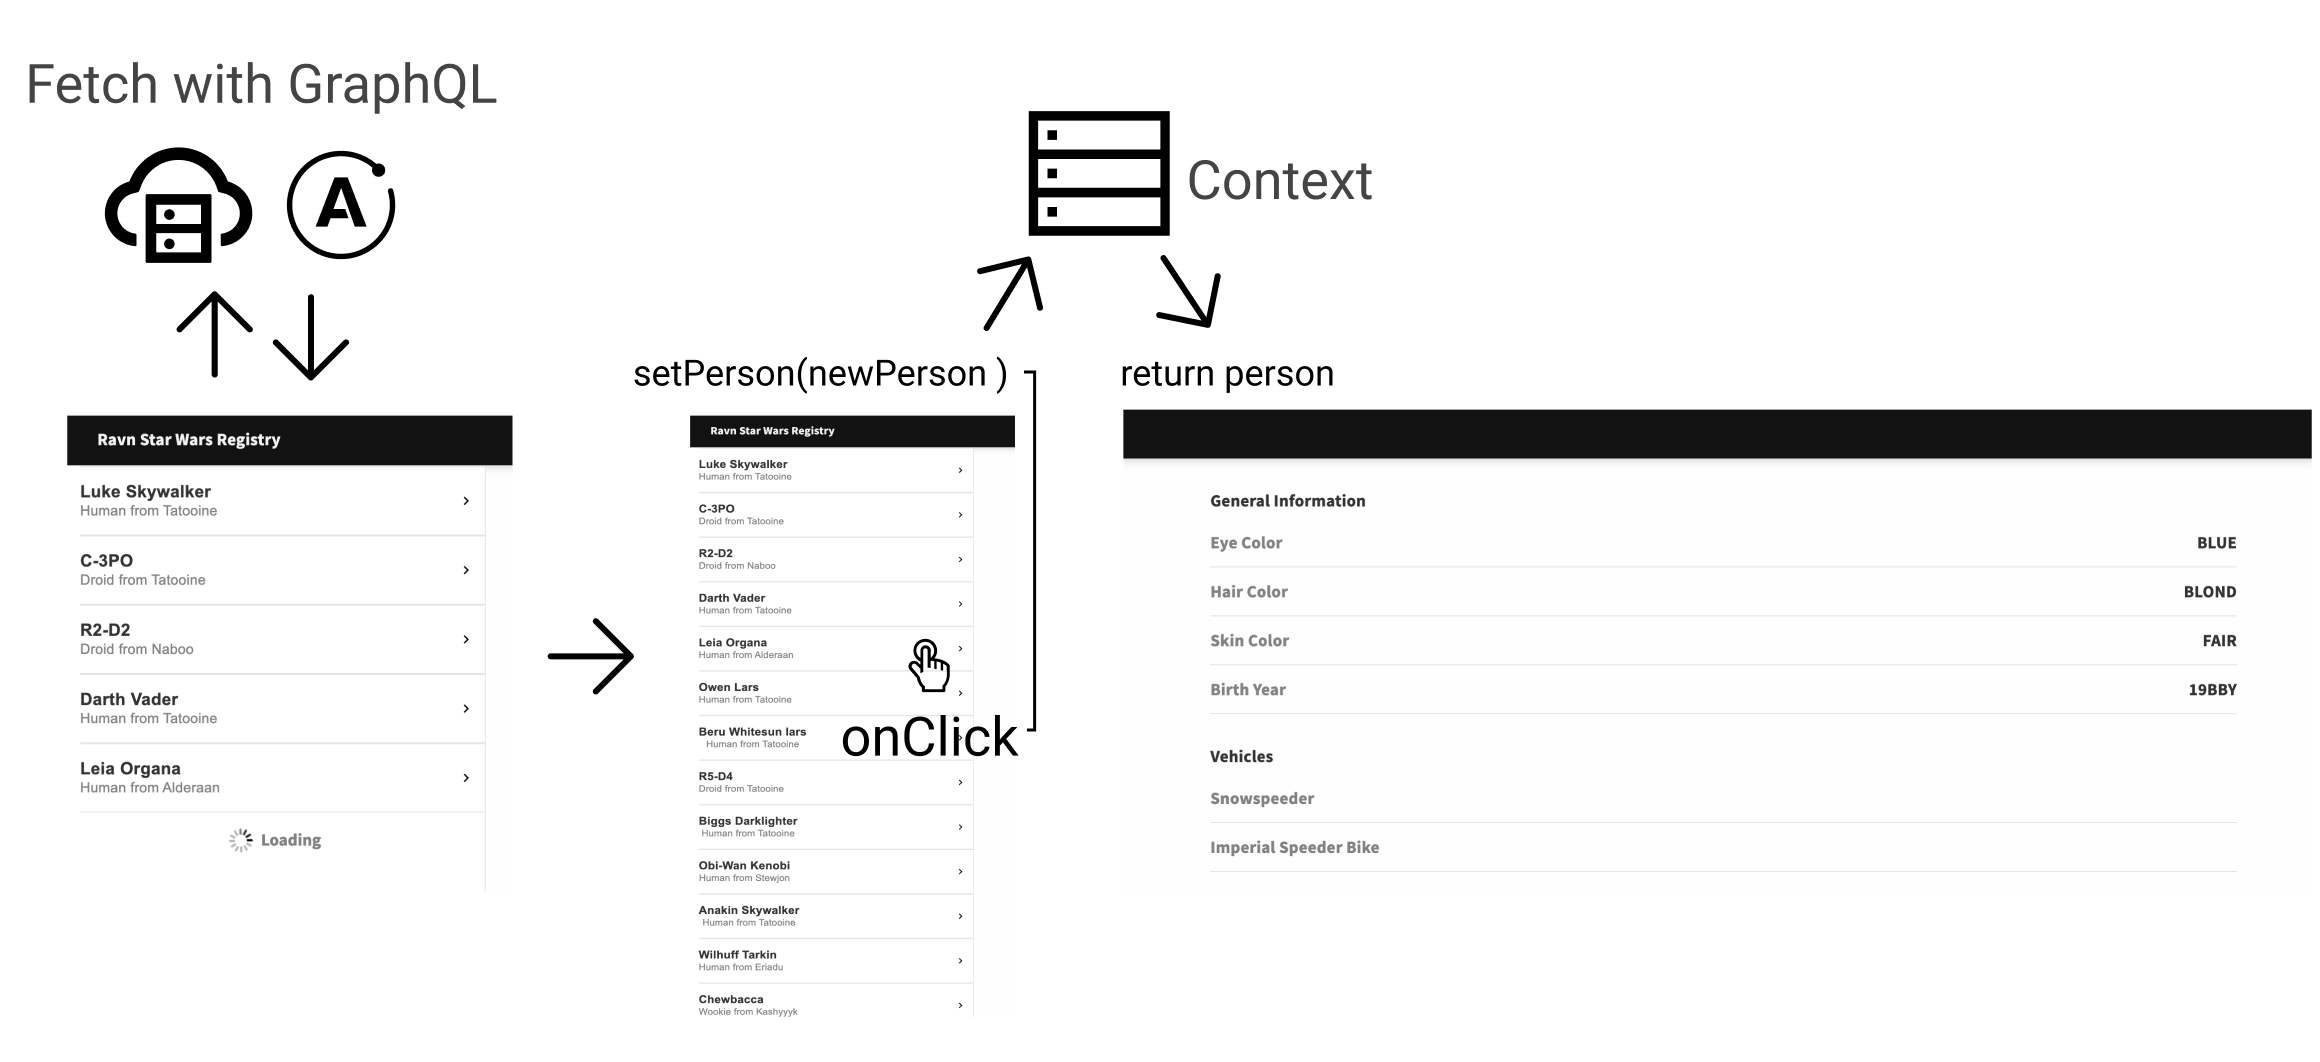 Fetch with GraphQL
A
Context
setPerson(newPerson )
return person
Ravn Star Wars Registry
Luke Skywalker
Human from Tatooine
C-3PO
Droid from Tatooine
R2-D2
Droid from Naboo
Darth Vader
Human from Tatooine
Leia Organa
Human from Alderaan
Loading
Ravn Star Wars Registry
Luke Skywalker
Human from Tatooine
C-3PO
Droid from Tatooine
R2-D2
Droid from Naboo
Darth Vader
Human from Tatooine
Leia Organa
Human from Alderaan
Owen Lars
Human from Tatooine
Beru Whitesun lars
Human from Tatooine
onClick
R5-D4
Droid from Tatooine
Biggs Darklighter
Human from Tatooine
Obi-Wan Kenobi
Human from Stewjon
Anakin Skywalker
Human from Tatooine
Wilhuff Tarkin
Human from Eriadu
Chewbacca
Wookie from Kashyyyk
General Information
Eye Color BLUE
Hair Color BLOND
Skin Color FAIR
Birth Year 19BBY
Vehicles
Snowspeeder
Imperial Speeder Bike